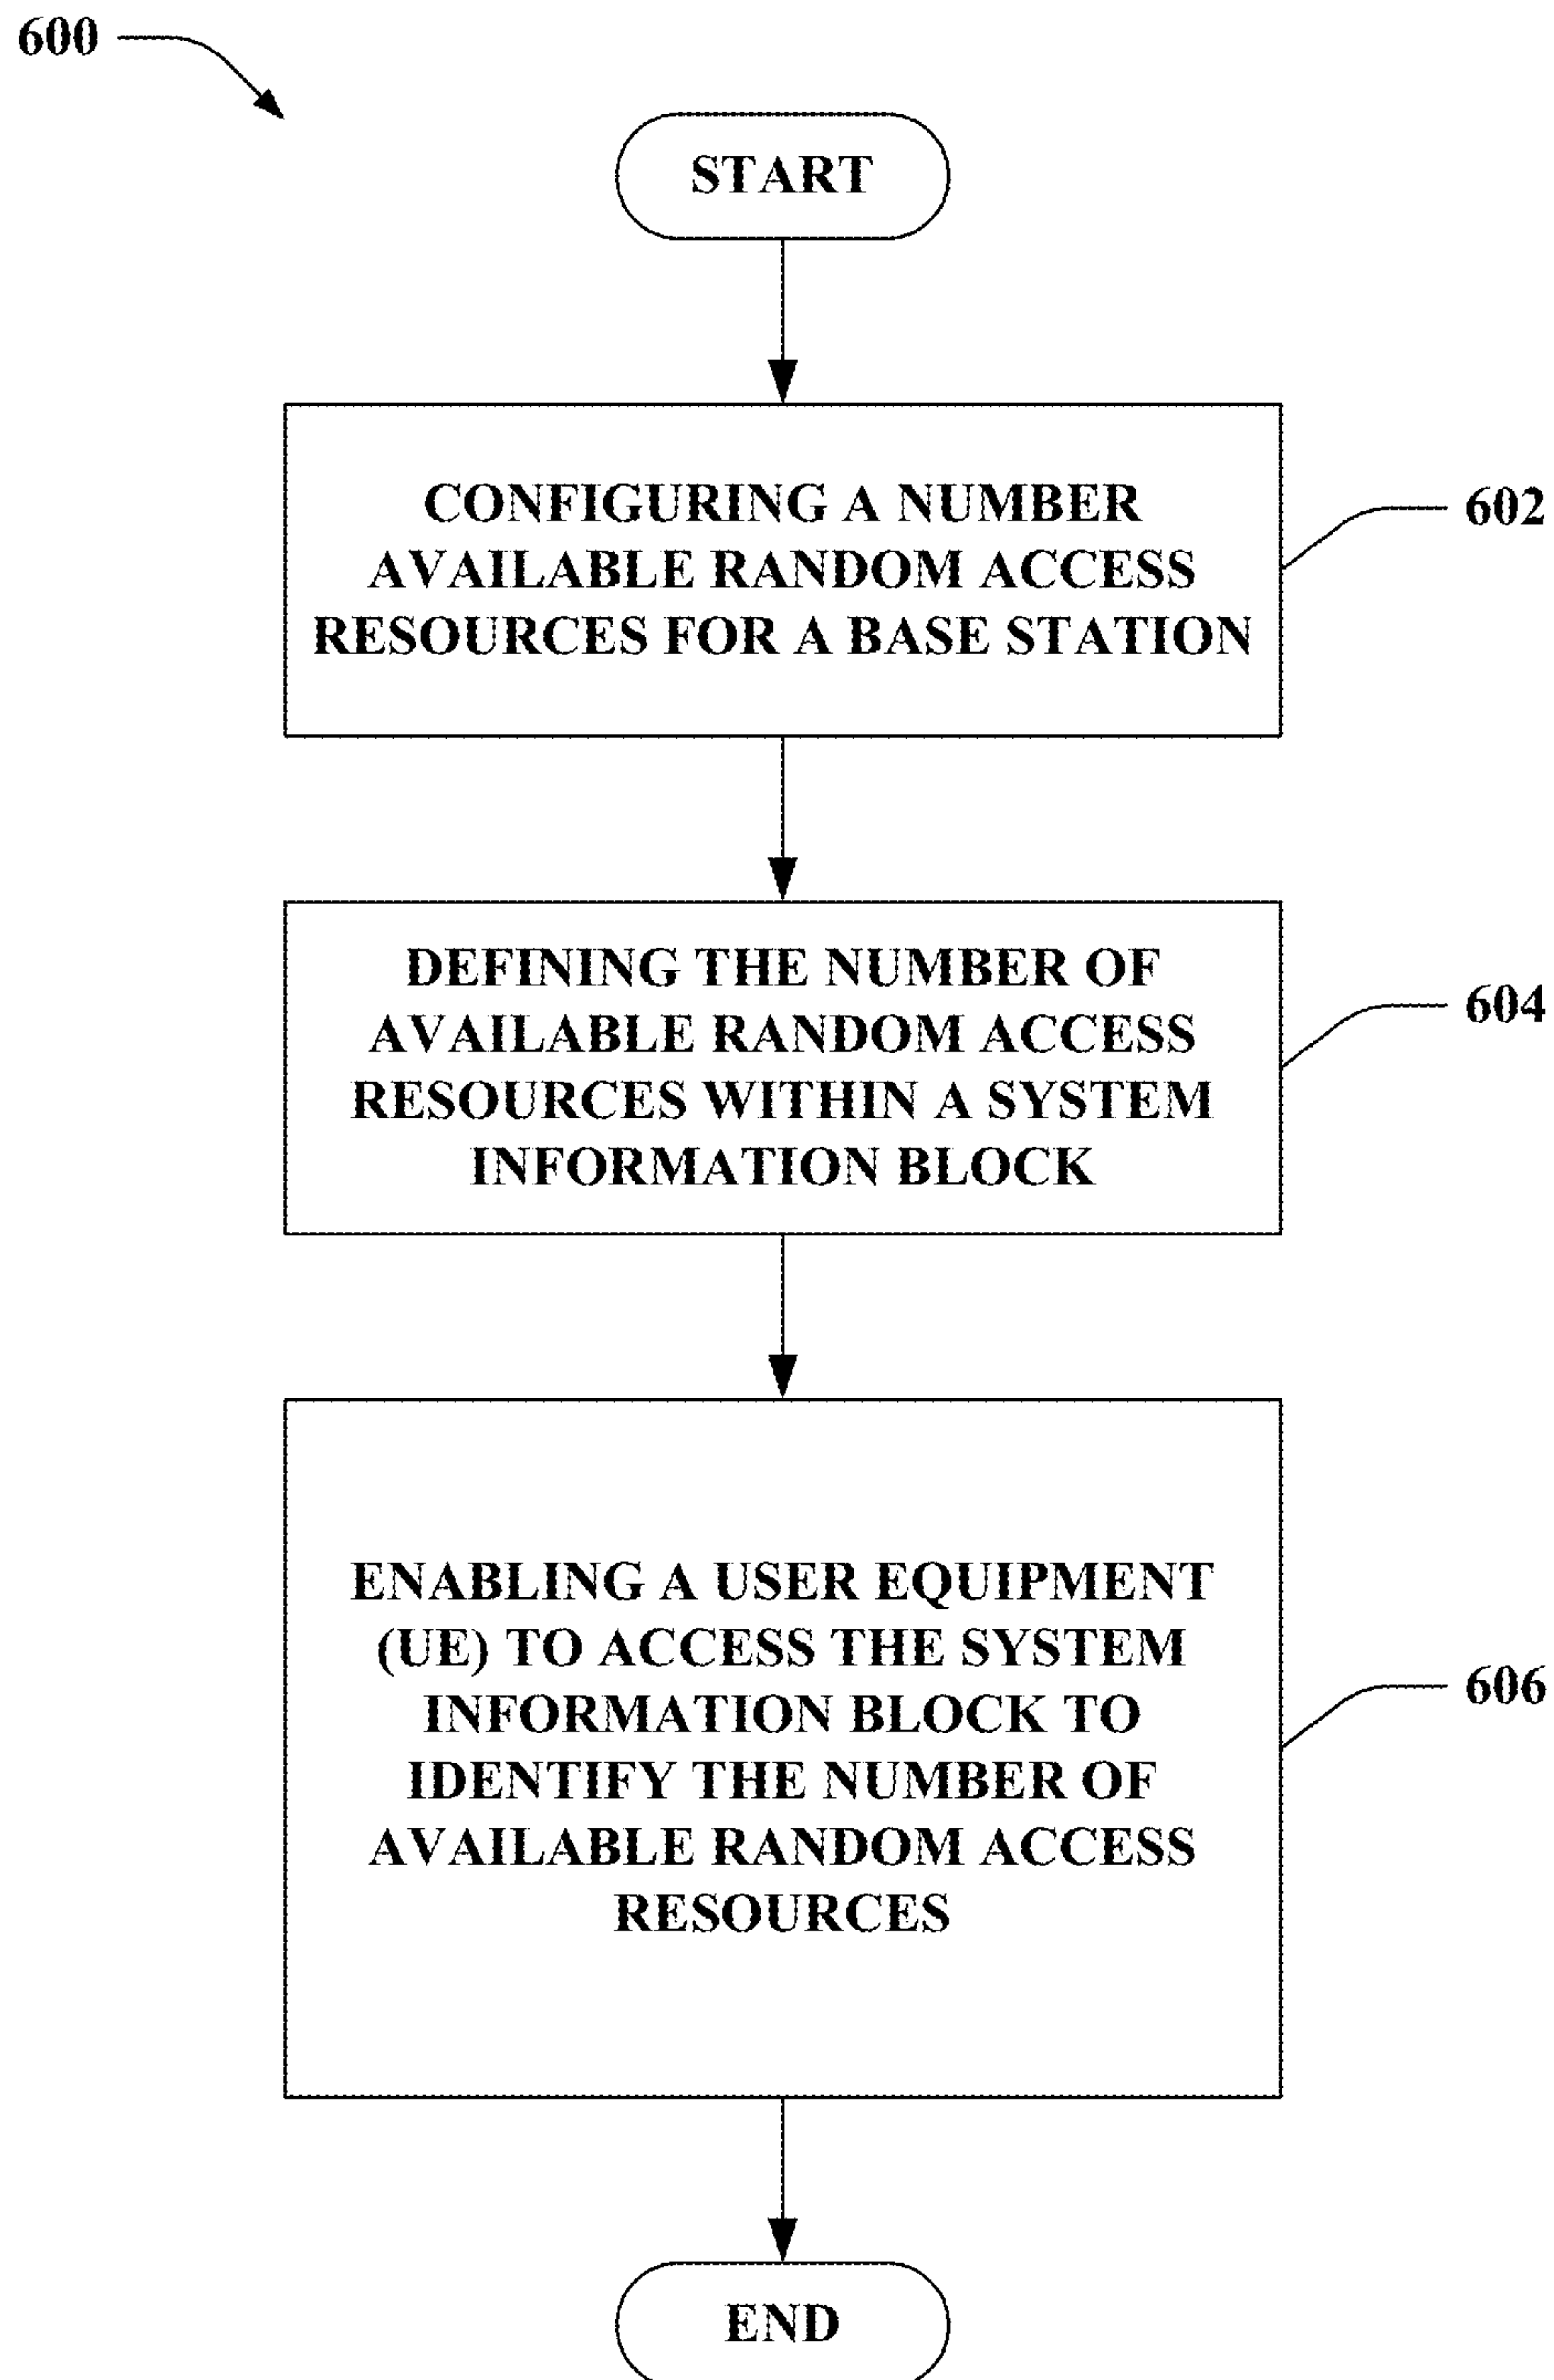 600
START
CONFIGURING A NUMBER
AVAILABLE RANDOM ACCESS
RESOURCES FOR A BASE STATION
602
DEFINING THE NUMBER OF
AVAILABLE RANDOM ACCESS
RESOURCES WITHIN A SYSTEM
INFORMATION BLOCK
604
ENABLING A USER EQUIPMENT
(UE) TO ACCESS THE SYSTEM
INFORMATION BLOCK TO
IDENTIFY THE NUMBER OF
AVAILABLE RANDOM ACCESS
RESOURCES
606
END